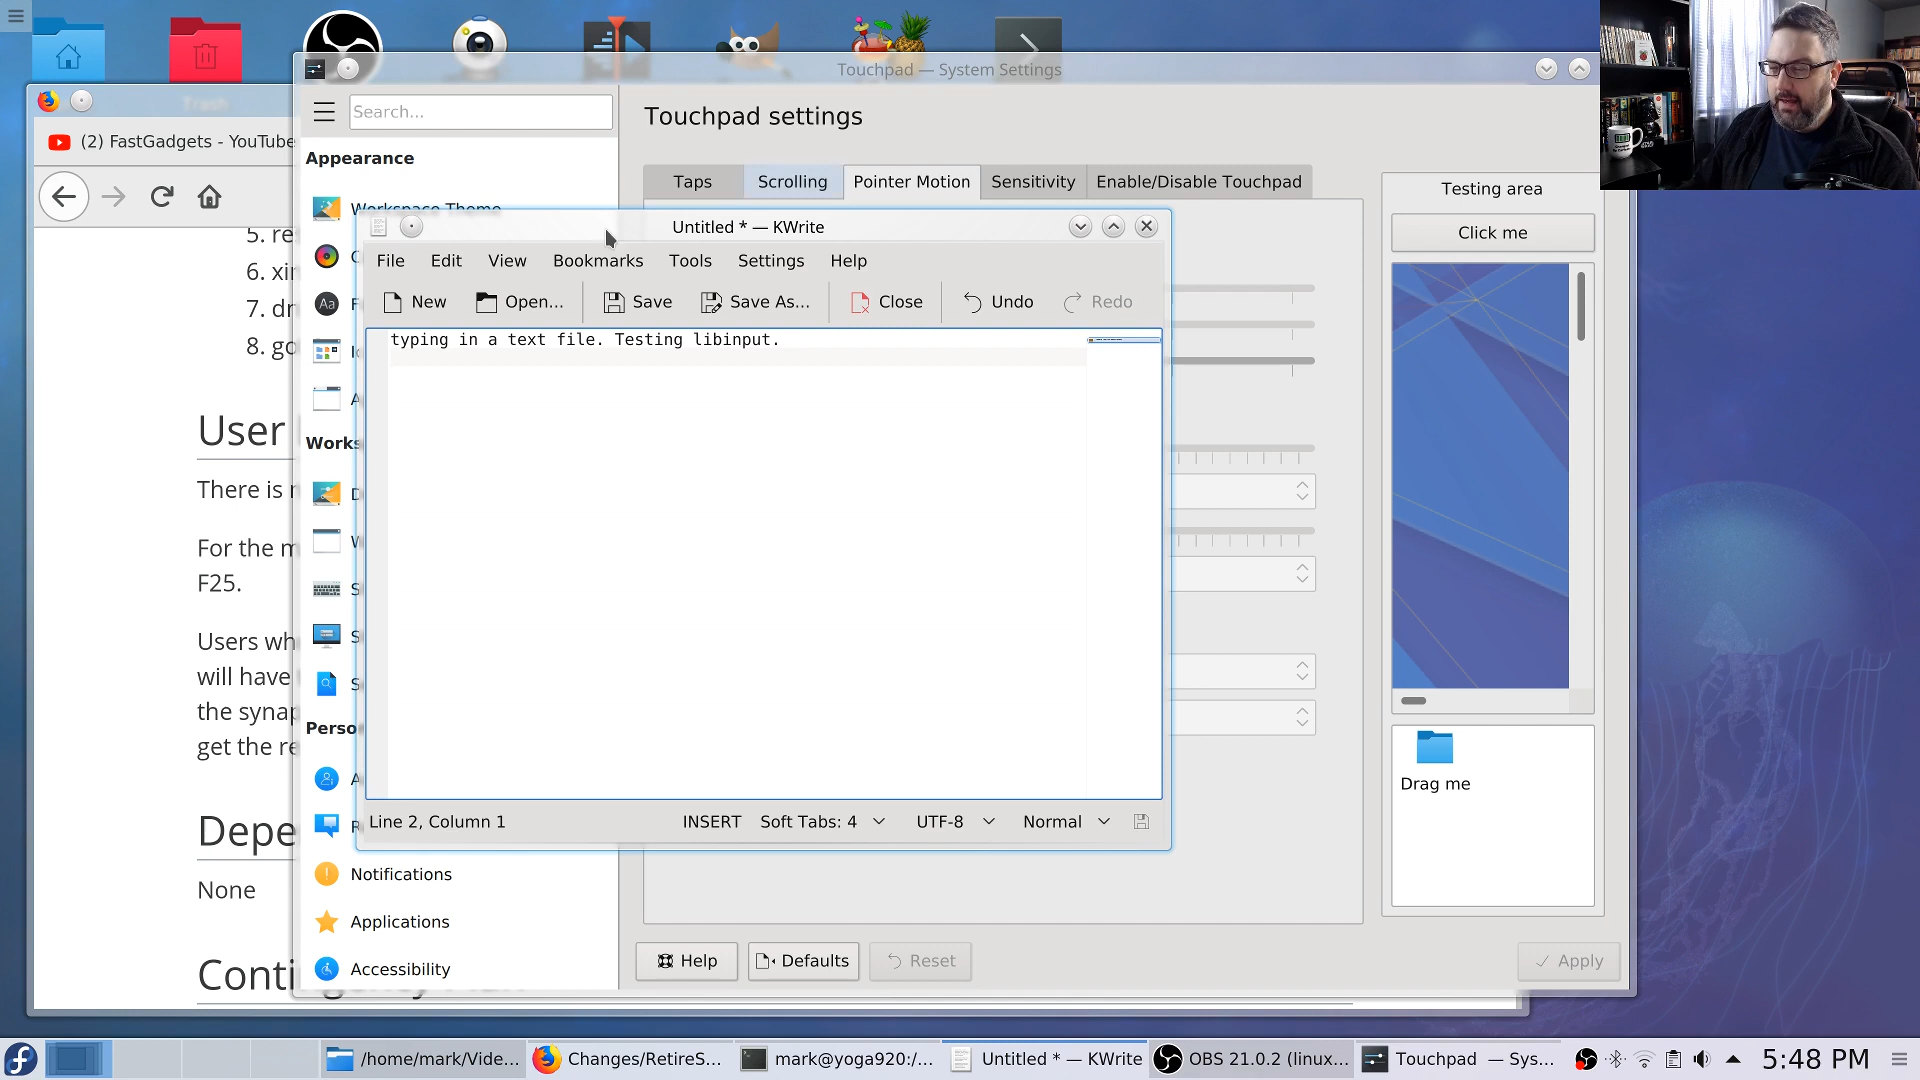 Touchpad — System Settings
Trash
(2) FastGadgets - YouTube
Search...
Appearance
Workspace Theme
Touchpad settings
Taps
Scrolling
Pointer Motion
Sensitivity
Enable/Disable Touchpad
Testing area
Click me
Drag me
5. re
6. xin
7. dr
8. go
User
There is
For the m
F25.
Users wh
will have
the synap
get the re
Depe
None
Works
Perso
Notifications
Applications
Accessibility
Untitled * — KWrite
File Edit View Bookmarks Tools Settings Help
New Open... Save Save As... Close Undo Redo
typing in a text file. Testing libinput.
Line 2, Column 1 INSERT Soft Tabs: 4 UTF-8 Normal
Help Defaults Reset Apply
/home/mark/Vide... Changes/RetireS... mark@yoga920:/... Untitled * — KWrite OBS 21.0.2 (linux... Touchpad — Sys... 5:48 PM